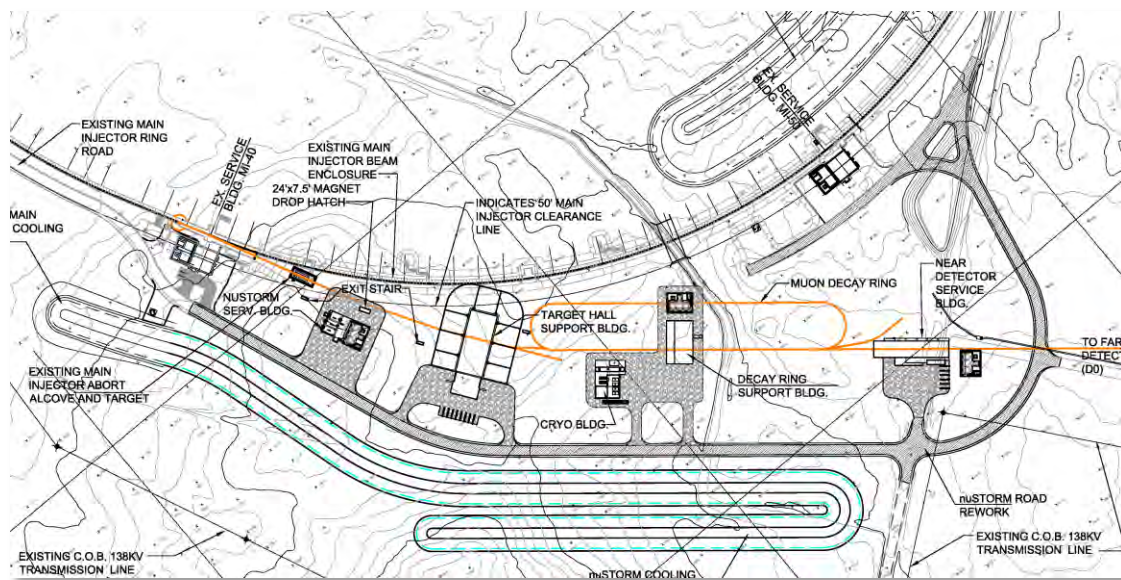 EX. SERVICE
BLDG. MI-50
EXISTING MAIN
INJECTOR RING
ROAD
EX. SERVICE
BLDG. MI-40
EXISTING MAIN
INJECTOR BEAM
ENCLOSURE
24'x7.5' MAGNET
DROP HATCH
INDICATES 50' MAIN
INJECTOR CLEARANCE
LINE
MAIN
COOLING
NUSTORM
SERV. BLDG.
EXIT STAIR
TARGET HALL
SUPPORT BLDG.
MUON DECAY RING
NEAR
DETECTOR
SERVICE
BLDG.
TO FAR
DETECT
(D0)
EXISTING MAIN
INJECTOR ABORT
ALCOVE AND TARGET
DECAY RING
SUPPORT BLDG.
CRYO BLDG.
nuSTORM ROAD
REWORK
EXISTING C.O.B. 138KV
TRANSMISSION LINE
EXISTING C.O.B. 138KV
TRANSMISSION LINE
nuSTORM COOLING